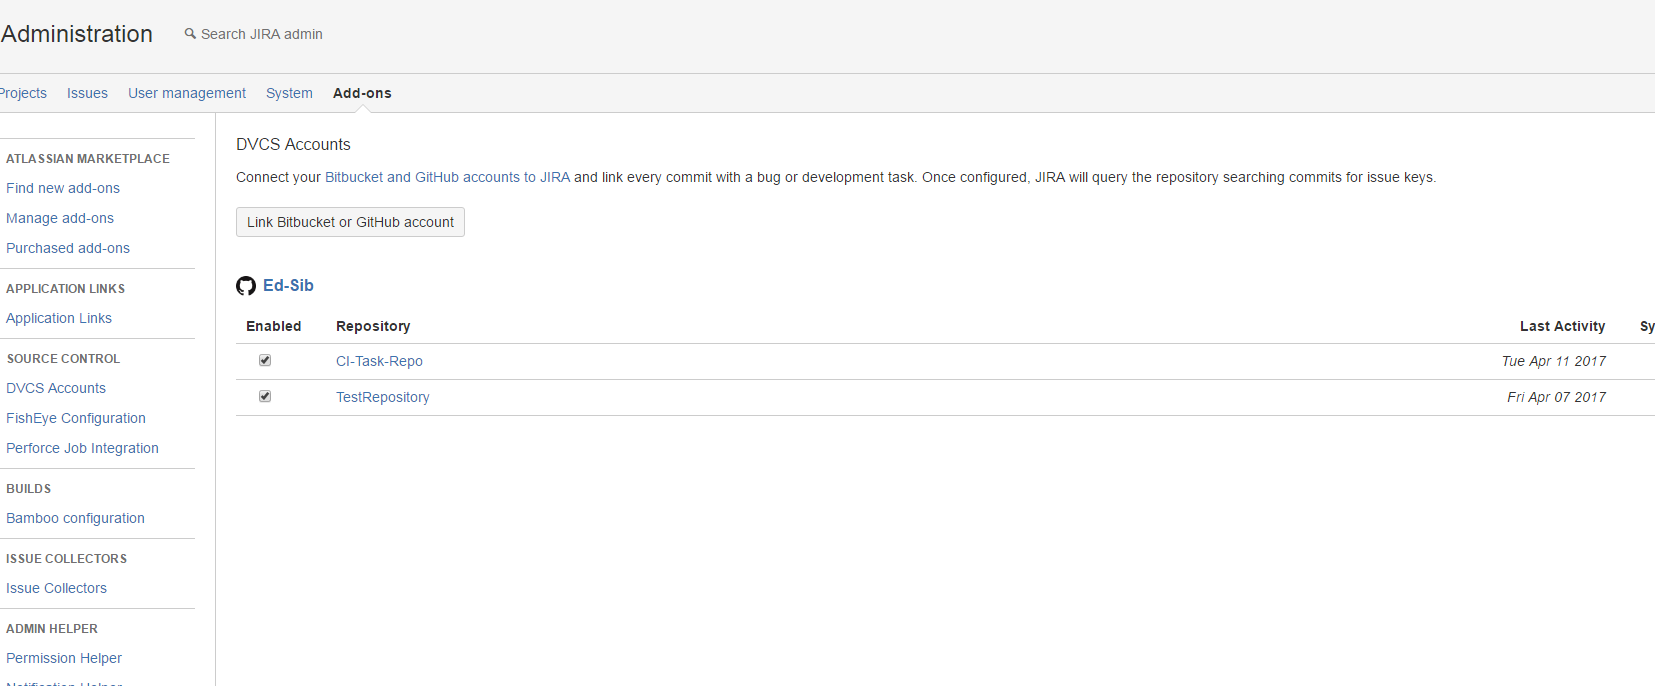 Administration
Search JIRA admin
Projects Issues User management System Add-ons
ATLASSIAN MARKETPLACE
Find new add-ons
Manage add-ons
Purchased add-ons
APPLICATION LINKS
Application Links
SOURCE CONTROL
DVCS Accounts
FishEye Configuration
Perforce Job Integration
BUILDS
Bamboo configuration
ISSUE COLLECTORS
Issue Collectors
ADMIN HELPER
Permission Helper
Notification Helper
DVCS Accounts
Connect your Bitbucket and GitHub accounts to JIRA and link every commit with a bug or development task. Once configured, JIRA will query the repository searching commits for issue keys.
Link Bitbucket or GitHub account
Ed-Sib
Enabled Repository Last Activity Sy
CI-Task-Repo Tue Apr 11 2017
TestRepository Fri Apr 07 2017